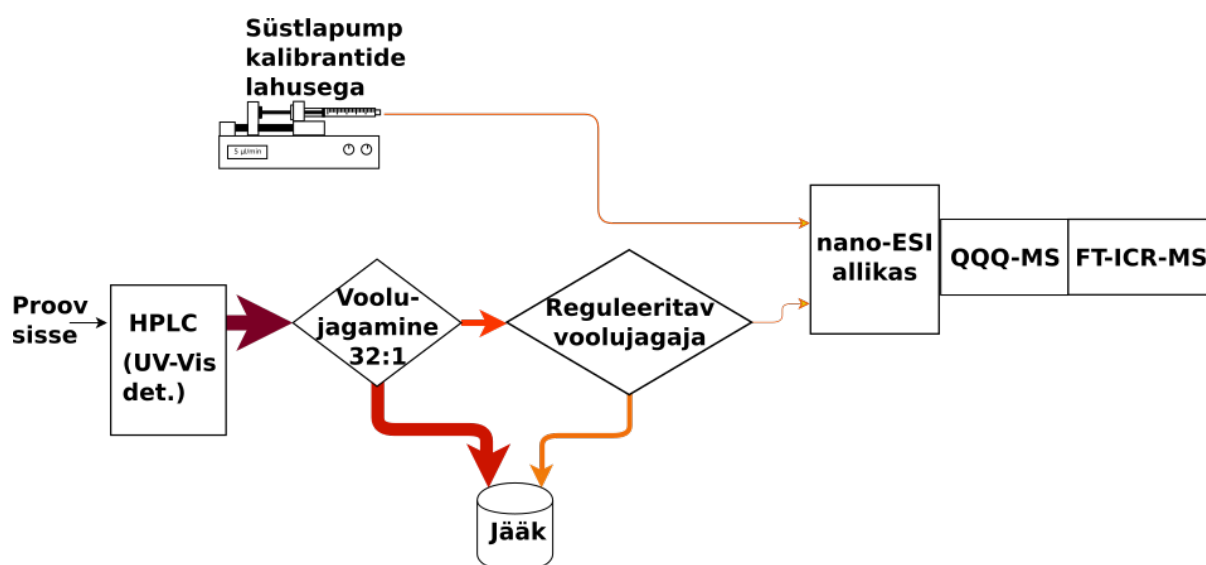 Süstlapump
kalibrantide
lahusega
5 µl/min
Proov
sisse
HPLC
(UV-Vis
det.)
Voolu-
jagamine
32:1
Reguleeritav
voolujagaja
nano-ESI
allikas
QQQ-MS
FT-ICR-MS
Jääk